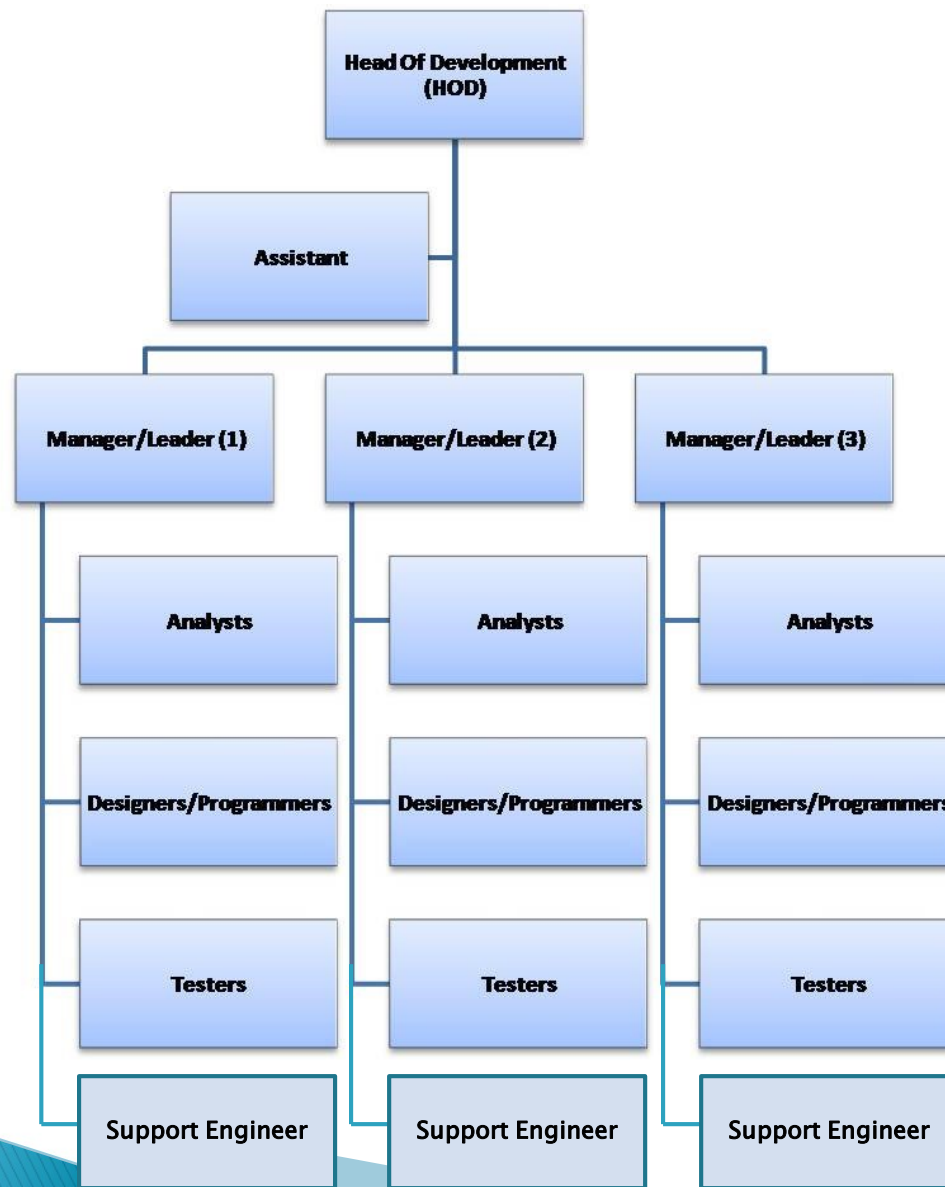 Head Of Development
(HOD)
Assistant
Manager/Leader (1)
Manager/Leader (2)
Manager/Leader (3)
Analysts
Analysts
Analysts
Designers/Programmers
Designers/Programmers
Designers/Programmers
Testers
Testers
Testers
Support Engineer
Support Engineer
Support Engineer